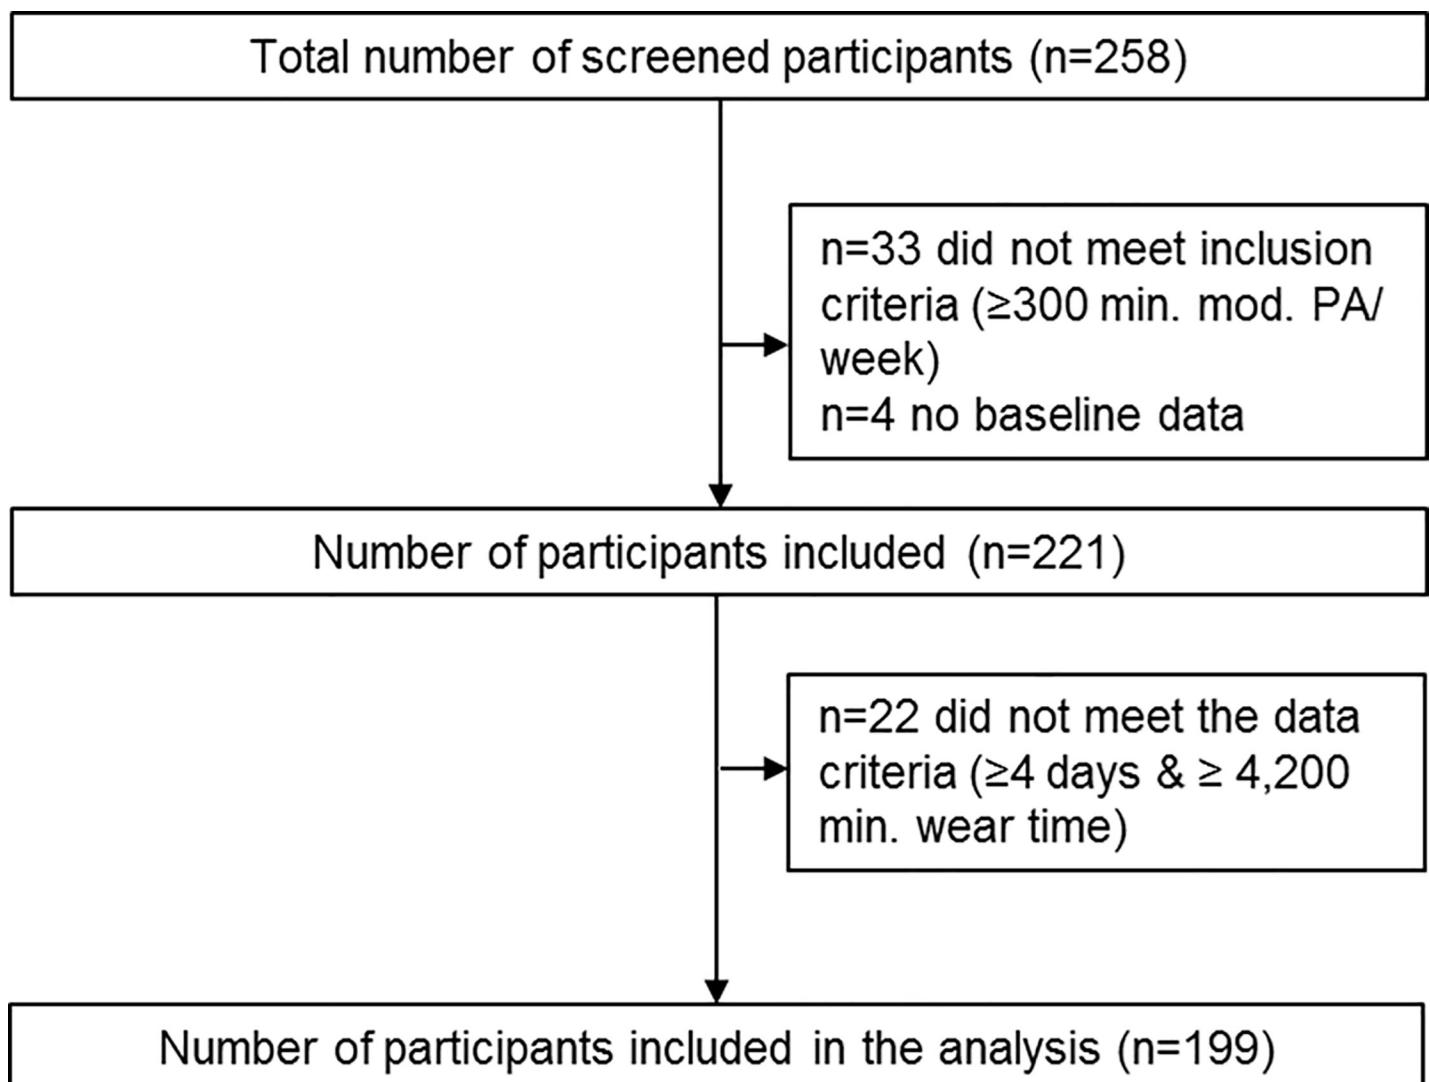 Total number of screened participants (n=258)
n=33 did not meet inclusion
criteria (≥300 min. mod. PA/
week)
n=4 no baseline data
Number of participants included (n=221)
n=22 did not meet the data
criteria (≥4 days & ≥ 4,200
min. wear time)
Number of participants included in the analysis (n=199)